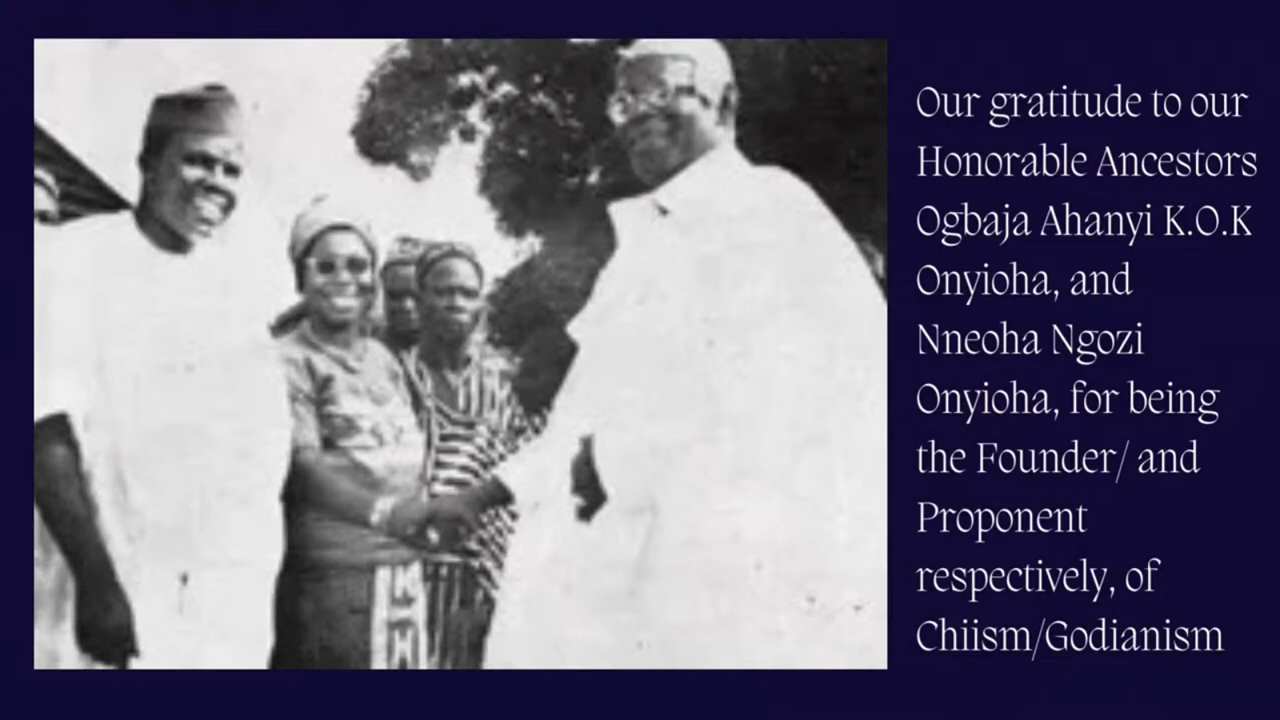 Our gratitude to our
Honorable Ancestors
Ogbaja Ahanyi K.O.K
Onyioha, and
Nneoha Ngozi
Onyioha, for being
the Founder/ and
Proponent
respectively, of
Chiism/Godianism